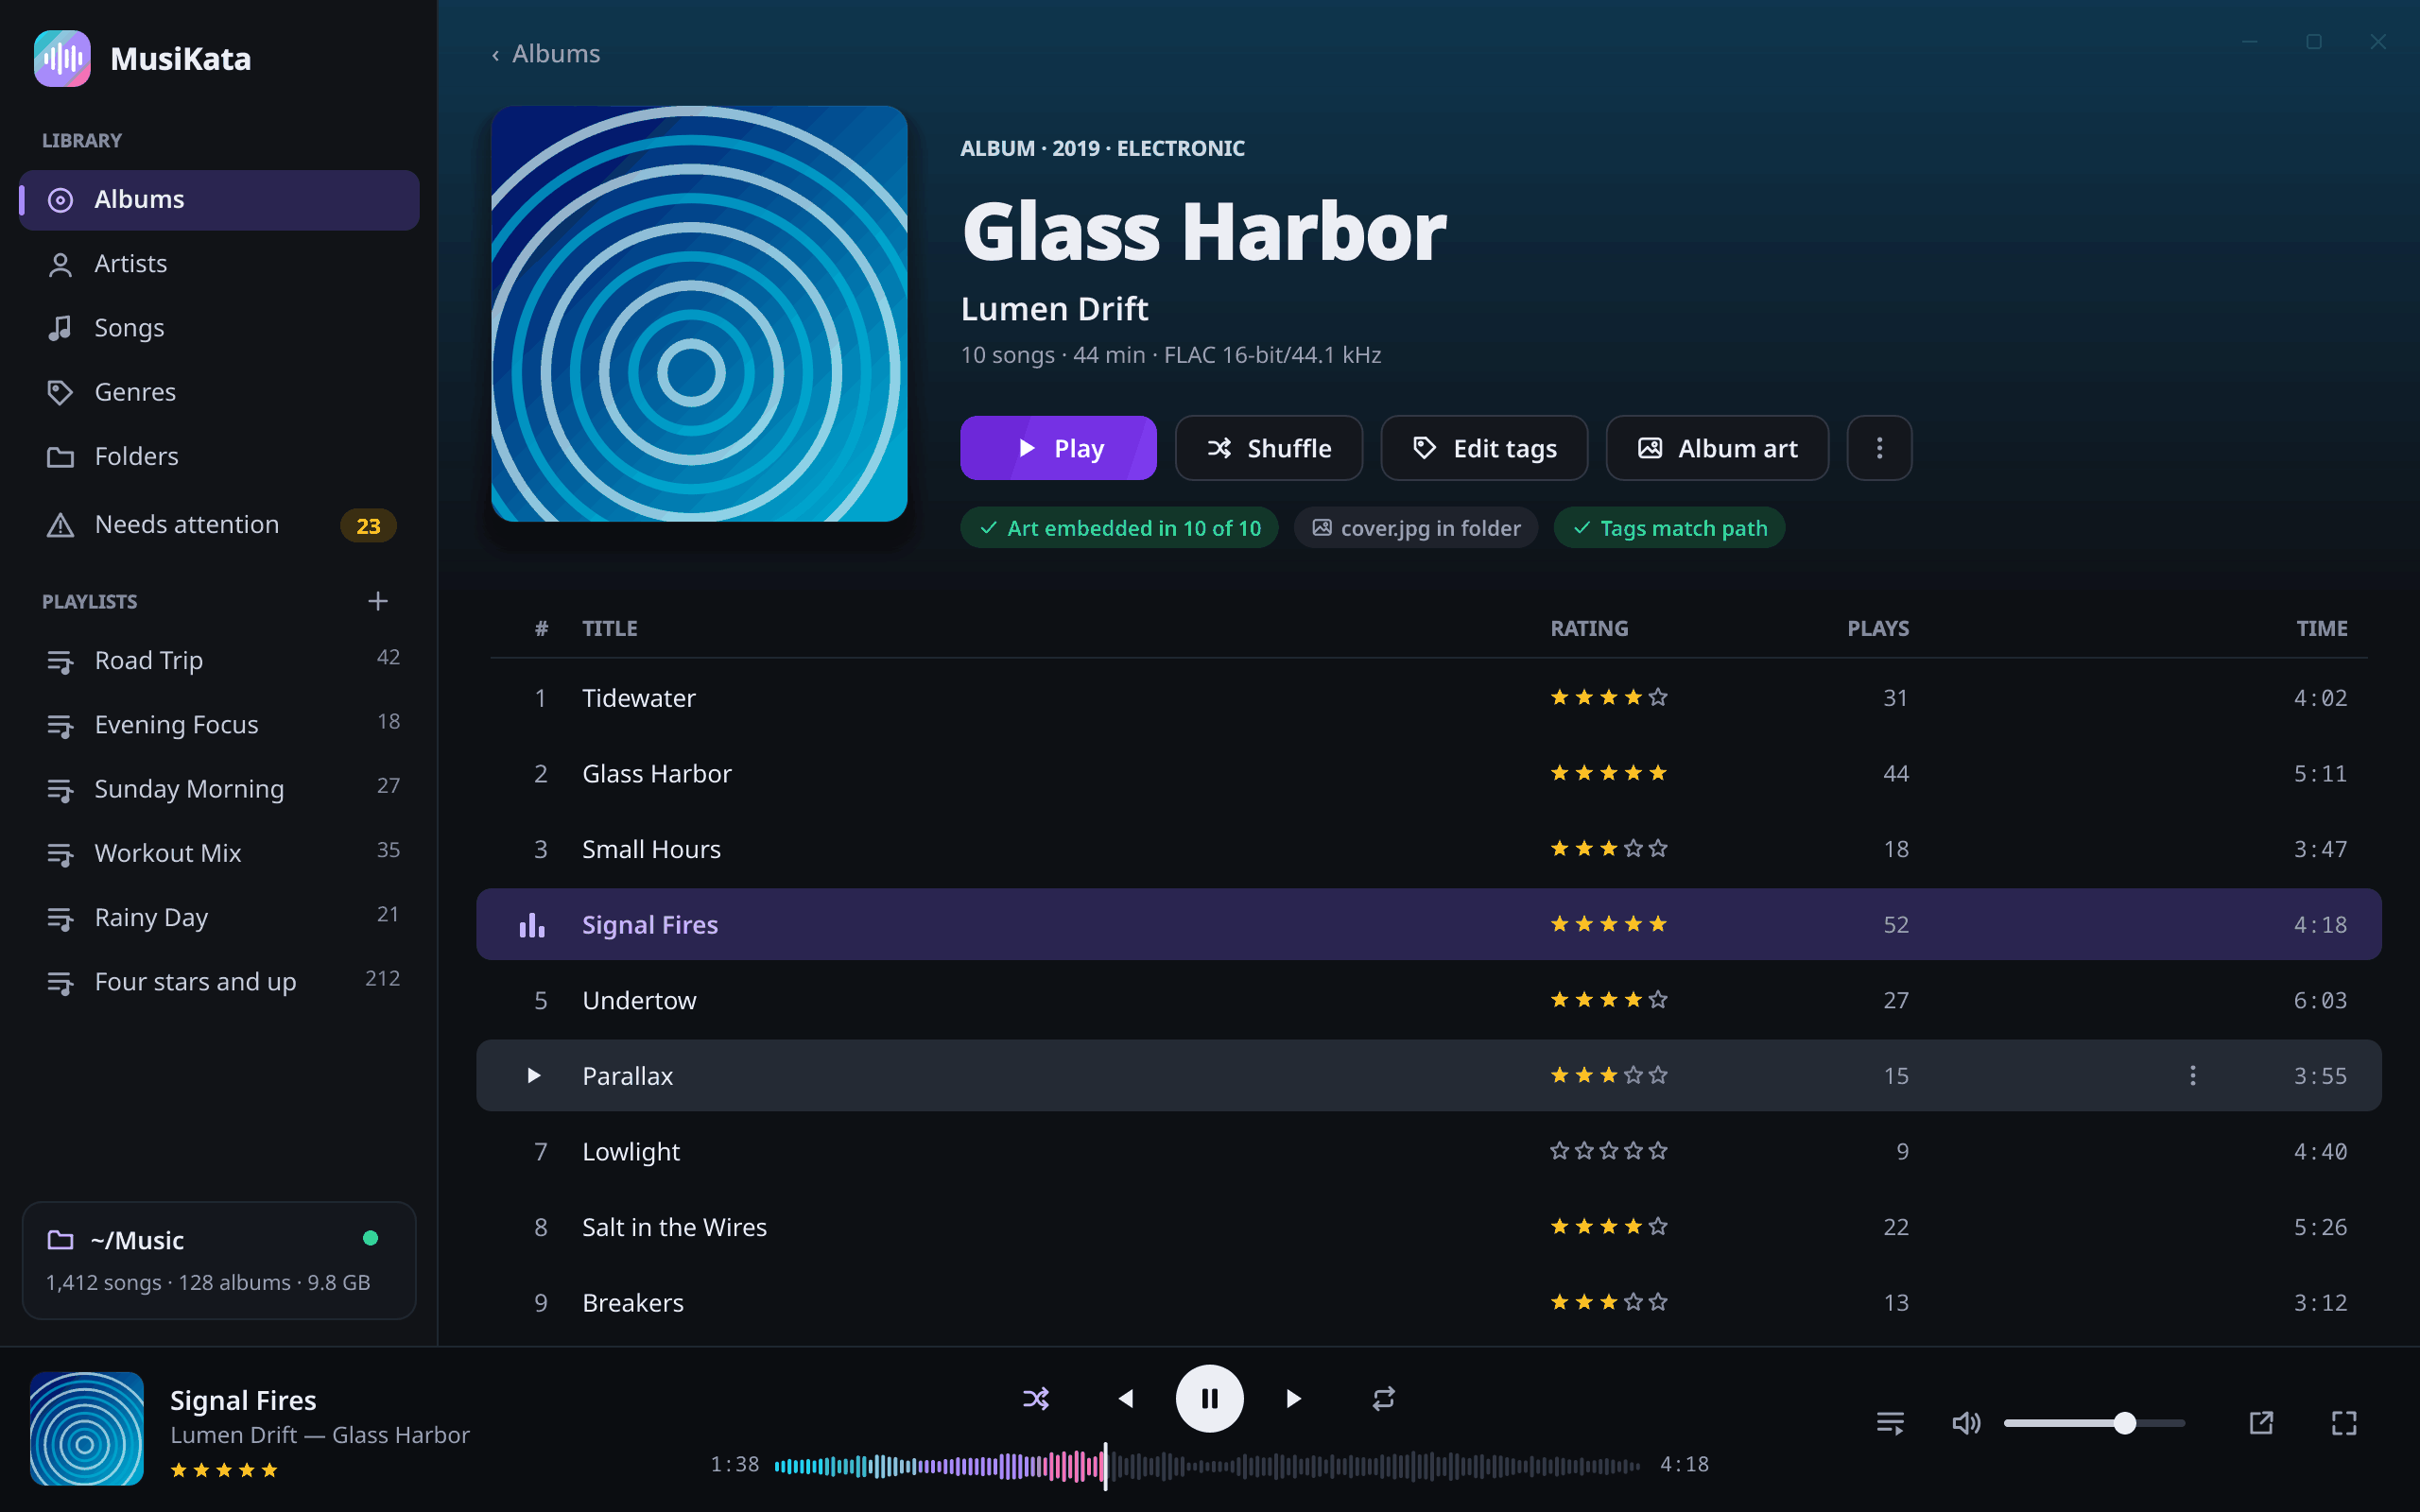 MusiKata
LIBRARY
Albums
Artists
Songs
Genres
Folders
Needs attention 23
PLAYLISTS
Road Trip 42
Evening Focus 18
Sunday Morning 27
Workout Mix 35
Rainy Day 21
Four stars and up 212
~/Music
1,412 songs · 128 albums · 9.8 GB
‹ Albums
ALBUM · 2019 · ELECTRONIC
Glass Harbor
Lumen Drift
10 songs · 44 min · FLAC 16-bit/44.1 kHz
Play Shuffle Edit tags Album art
Art embedded in 10 of 10 cover.jpg in folder Tags match path
# TITLE RATING PLAYS TIME
1 Tidewater 31 4:02
2 Glass Harbor 44 5:11
3 Small Hours 18 3:47
Signal Fires 52 4:18
5 Undertow 27 6:03
Parallax 15 3:55
7 Lowlight 9 4:40
8 Salt in the Wires 22 5:26
9 Breakers 13 3:12
Signal Fires
Lumen Drift — Glass Harbor
1:38 4:18